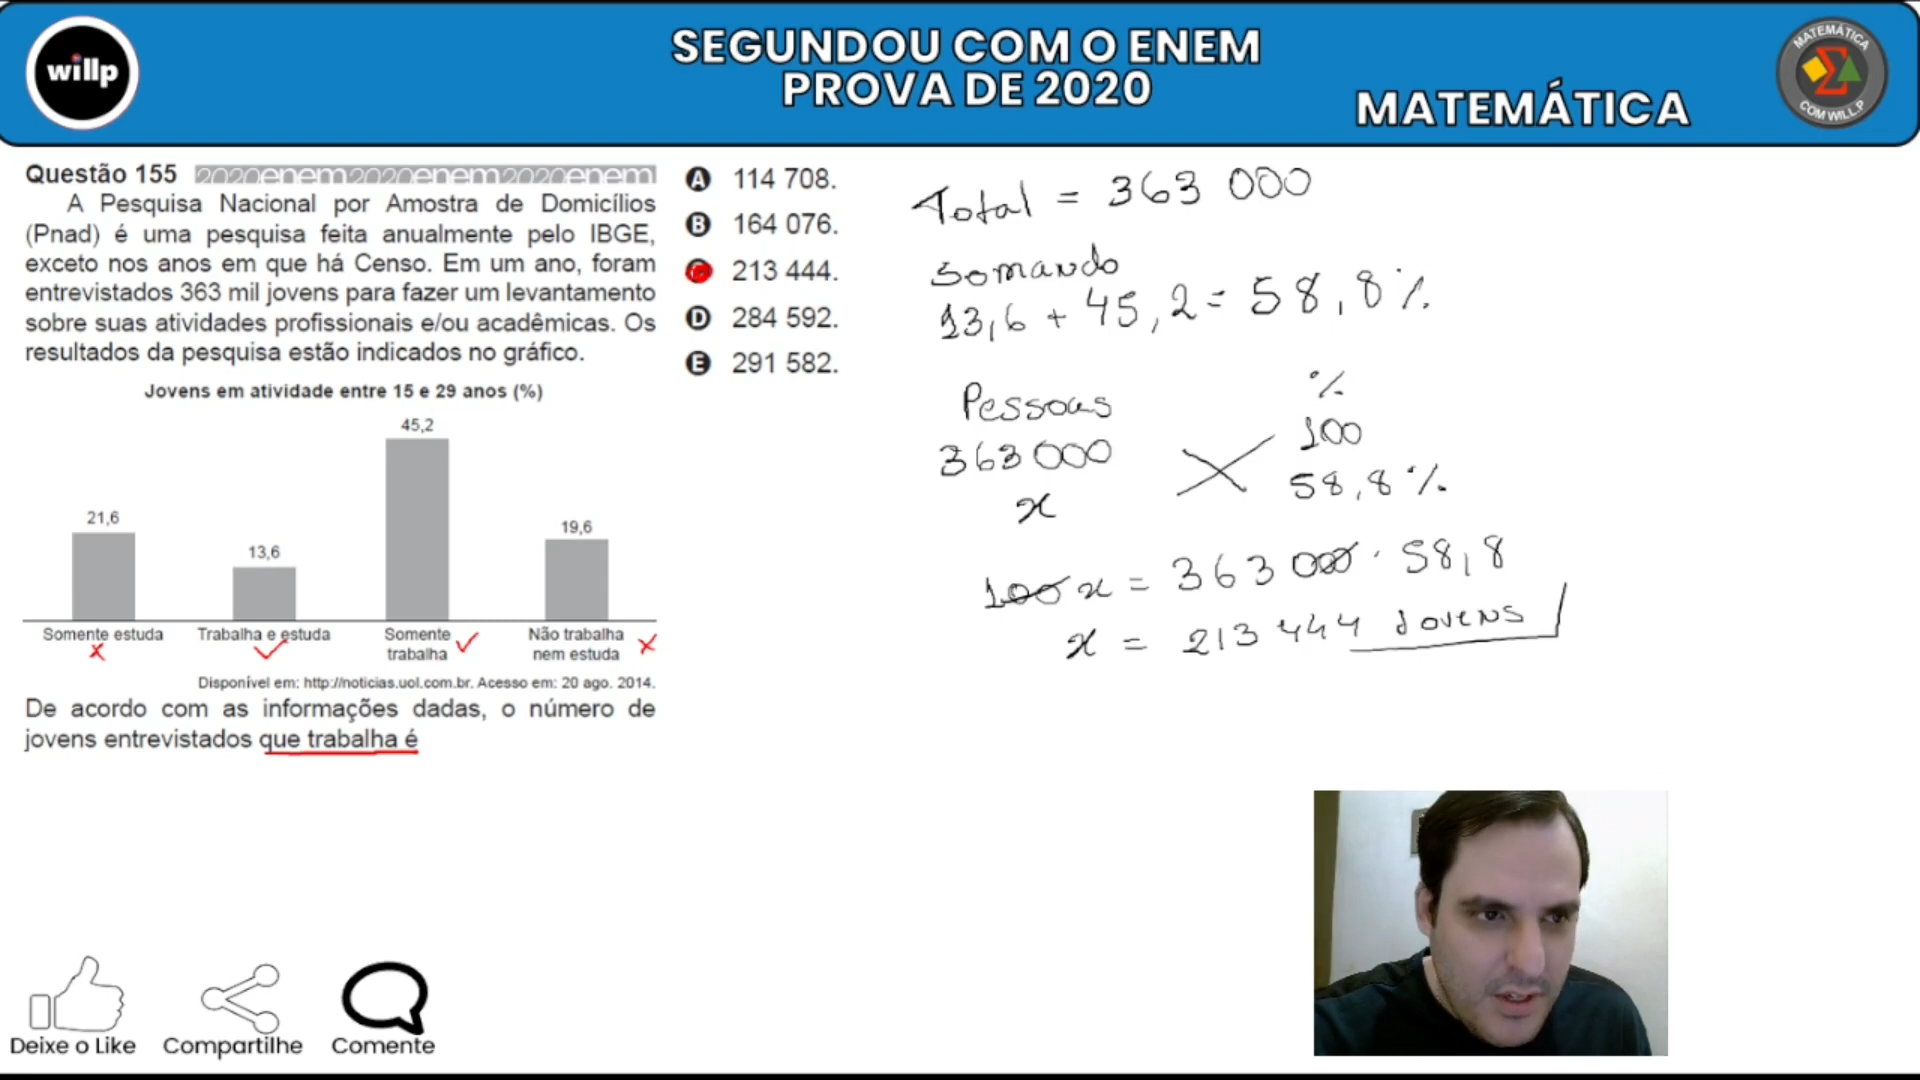 willp
SEGUNDOU COM O ENEM
PROVA DE 2020
MATEMÁTICA
MATEMÁTICA
COM WILL.P
Questão 155 2020enem2020enem2020enem
A Pesquisa Nacional por Amostra de Domicílios
(Pnad) é uma pesquisa feita anualmente pelo IBGE,
exceto nos anos em que há Censo. Em um ano, foram
entrevistados 363 mil jovens para fazer um levantamento
sobre suas atividades profissionais e/ou acadêmicas. Os
resultados da pesquisa estão indicados no gráfico.
Jovens em atividade entre 15 e 29 anos (%)
45,2
21,6
19,6
13,6
Somente estuda
Trabalha e estuda
Somente
trabalha
Não trabalha
nem estuda
Disponível em: http://noticias.uol.com.br. Acesso em: 20 ago. 2014.
De acordo com as informações dadas, o número de
jovens entrevistados que trabalha é
A 114 708.
B 164 076.
213 444.
D 284 592.
E 291 582.
Total = 363 000
Somando
13,6 + 45,2 = 58,8%
Pessoas %
363 000 100
x 58,8%
100 x = 363 000 · 58,8
x = 213 444 Jovens
Deixe o Like
Compartilhe
Comente